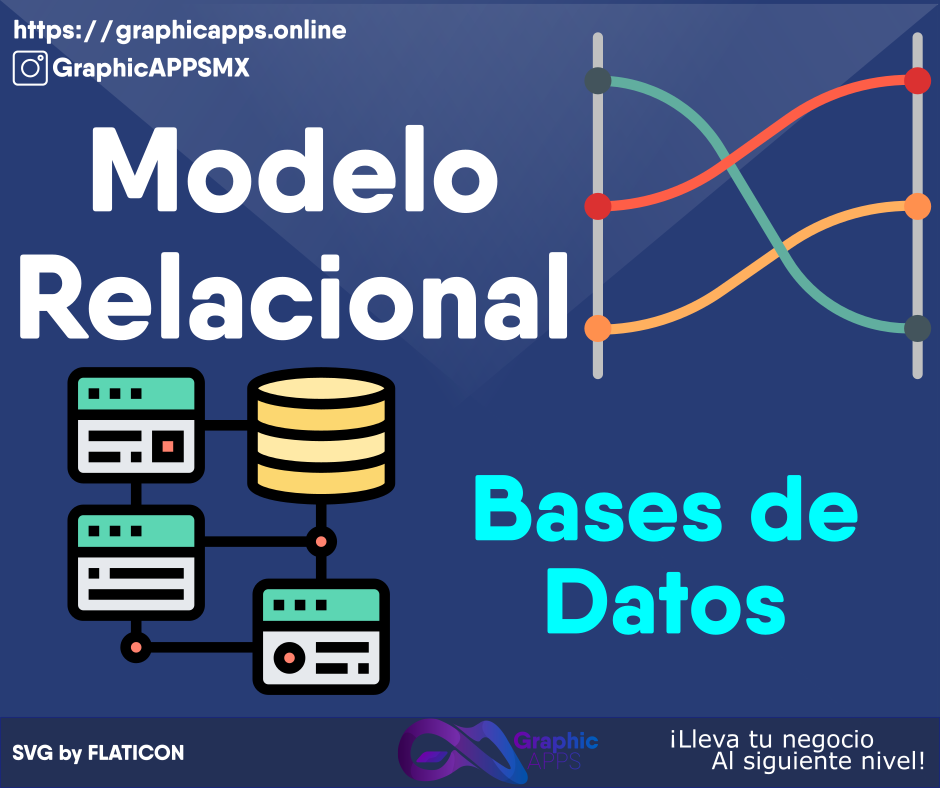 https://graphicapps.online
GraphicAPPSMX
Modelo
Relacional
Bases de
Datos
SVG by FLATICON
Graphic
APPS
¡Lleva tu negocio
Al siguiente nivel!